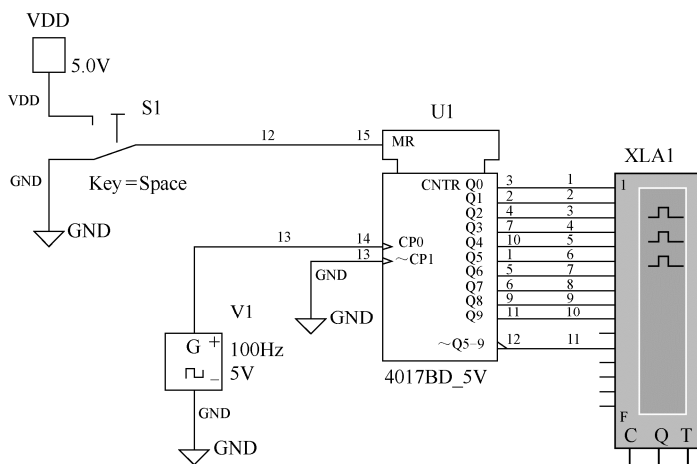 VDD
5.0V
VDD
S1
GND
Key=Space
GND
12
15
U1
MR
CNTR
Q0
Q1
Q2
Q3
Q4
Q5
Q6
Q7
Q8
Q9
~Q5-9
CP0
~CP1
3
2
4
7
10
1
5
6
9
11
12
1
2
3
4
5
6
7
8
9
10
11
XLA1
1
F
C Q T
13
14
13
GND
GND
V1
G + 
−
100Hz
5V
GND
GND
4017BD_5V